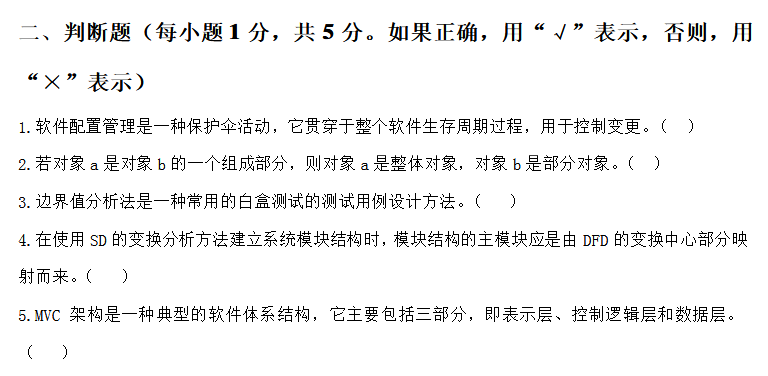 二、判断题（每小题 1 分，共 5 分。如果正确，用“√”表示，否则，用
“×”表示）
1.软件配置管理是一种保护伞活动，它贯穿于整个软件生存周期过程，用于控制变更。(　)
2.若对象 a 是对象 b 的一个组成部分，则对象 a 是整体对象，对象 b 是部分对象。(　)
3.边界值分析法是一种常用的白盒测试的测试用例设计方法。(　)
4.在使用 SD 的变换分析方法建立系统模块结构时,模块结构的主模块应是由 DFD 的变换中心部分映
射而来。(　)
5.MVC 架构是一种典型的软件体系结构，它主要包括三部分，即表示层、控制逻辑层和数据层。
(　)